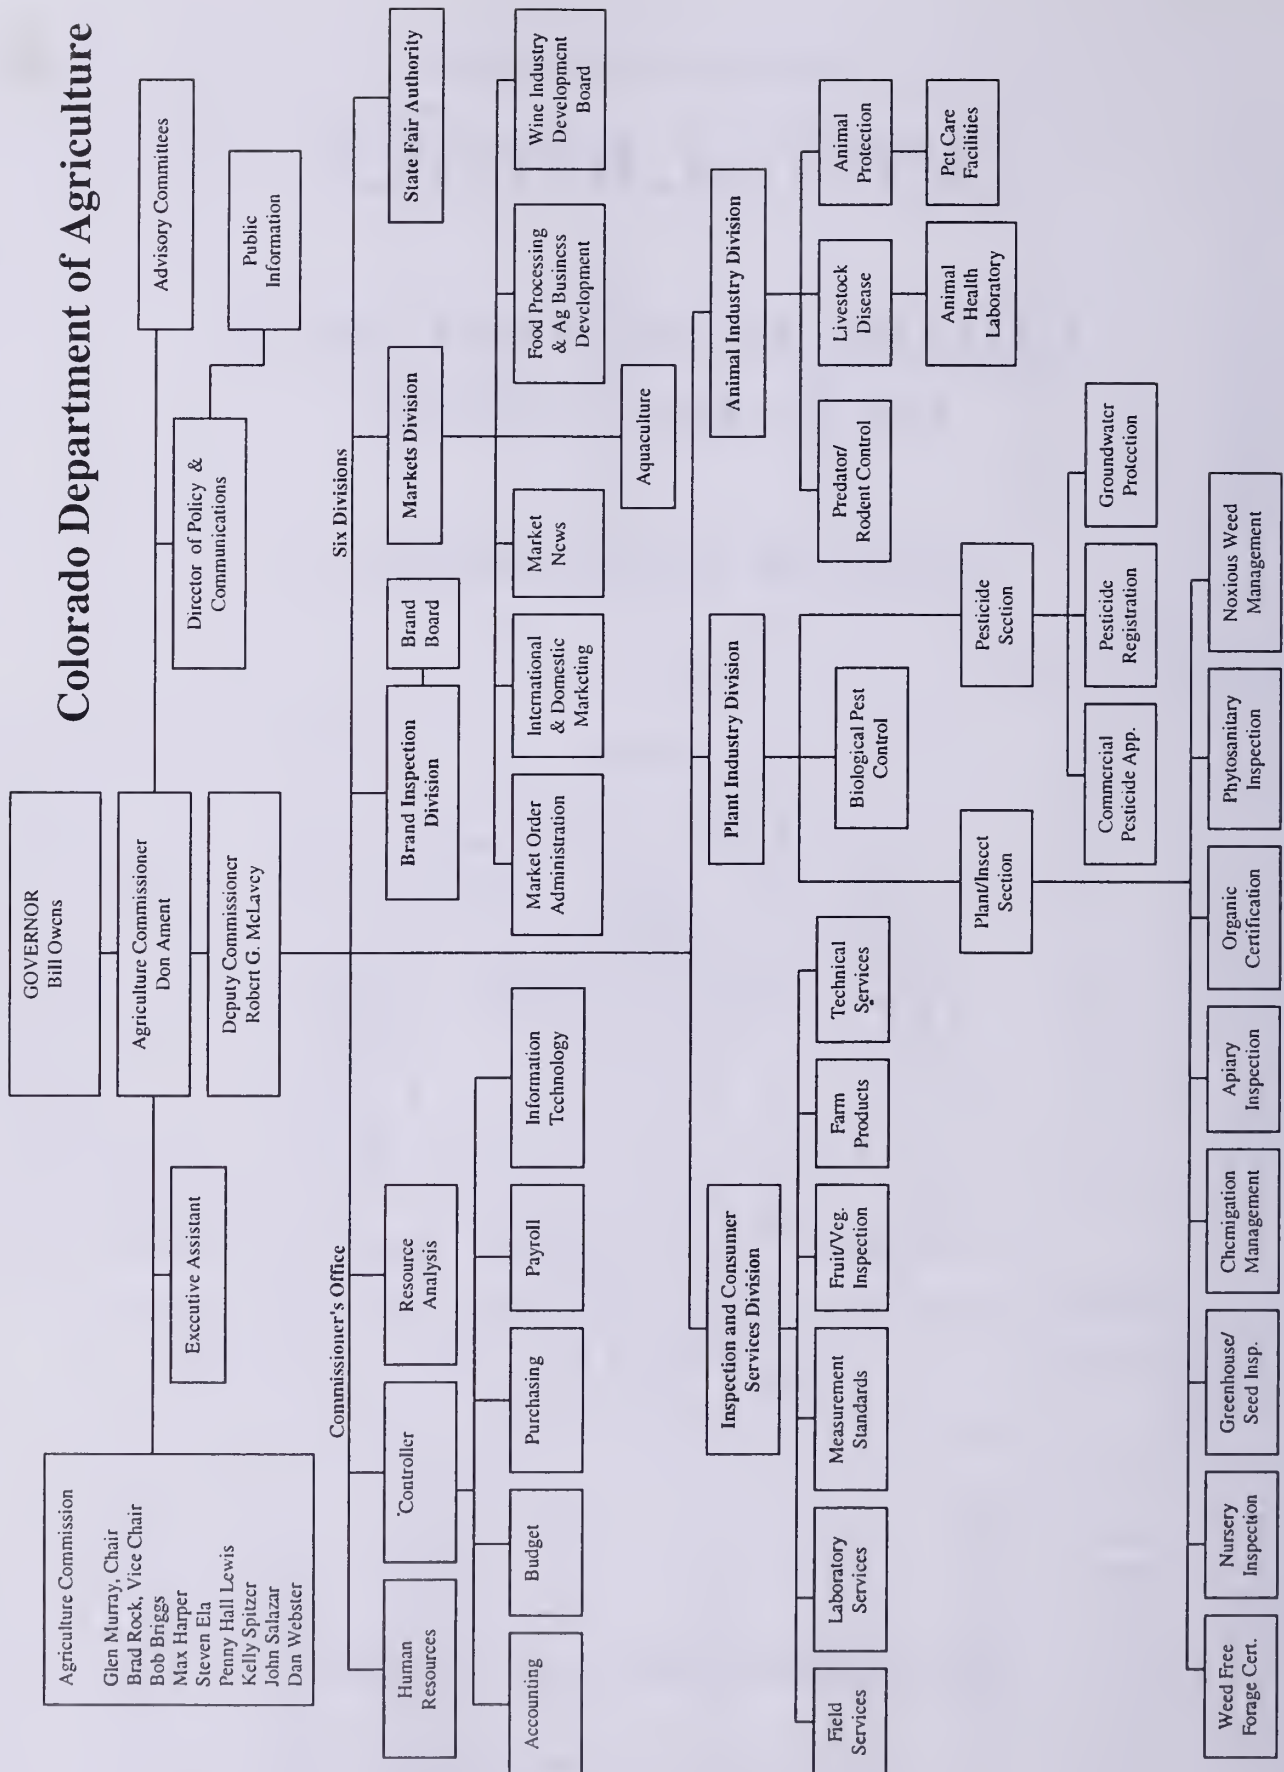 Colorado Department of Agriculture
GOVERNOR
Bill Owens
Agriculture Commissioner
Don Ament
Deputy Commissioner
Robert G. McLavey
Agriculture Commission
Glen Murray, Chair
Brad Rock, Vice Chair
Bob Briggs
Max Harper
Steven Ela
Penny Hall Lewis
Kelly Spitzer
John Salazar
Dan Webster
Executive Assistant
Advisory Committees
Director of Policy &
Communications
Public
Information
Commissioner's Office
Six Divisions
Human
Resources
Controller
Resource
Analysis
Brand Inspection
Division
Brand
Board
Markets Division
State Fair Authority
Accounting
Budget
Purchasing
Payroll
Information
Technology
Market Order
Administration
International
& Domestic
Marketing
Market
News
Food Processing
& Ag Business
Development
Wine Industry
Development
Board
Aquaculture
Inspection and Consumer
Services Division
Plant Industry Division
Animal Industry Division
Field
Services
Laboratory
Services
Measurement
Standards
Fruit/Veg.
Inspection
Farm
Products
Technical
Services
Biological Pest
Control
Predator/
Rodent Control
Livestock
Disease
Animal
Protection
Animal
Health
Laboratory
Pet Care
Facilities
Plant/Insect
Section
Pesticide
Section
Commercial
Pesticide App.
Pesticide
Registration
Groundwater
Protection
Weed Free
Forage Cert.
Nursery
Inspection
Greenhouse/
Seed Insp.
Chemigation
Management
Apiary
Inspection
Organic
Certification
Phytosanitary
Inspection
Noxious Weed
Management